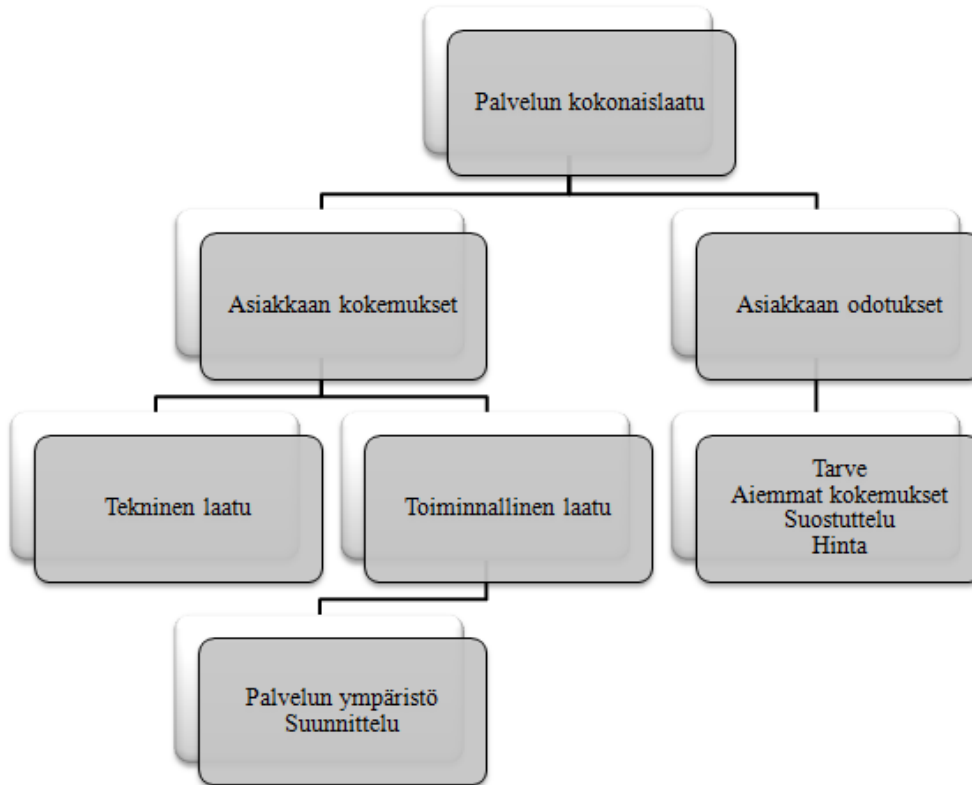 Palvelun kokonaislaatu
Asiakkaan kokemukset
Asiakkaan odotukset
Tekninen laatu
Toiminnallinen laatu
Tarve
Aiemmat kokemukset
Suostuttelu
Hinta
Palvelun ympäristö
Suunnittelu